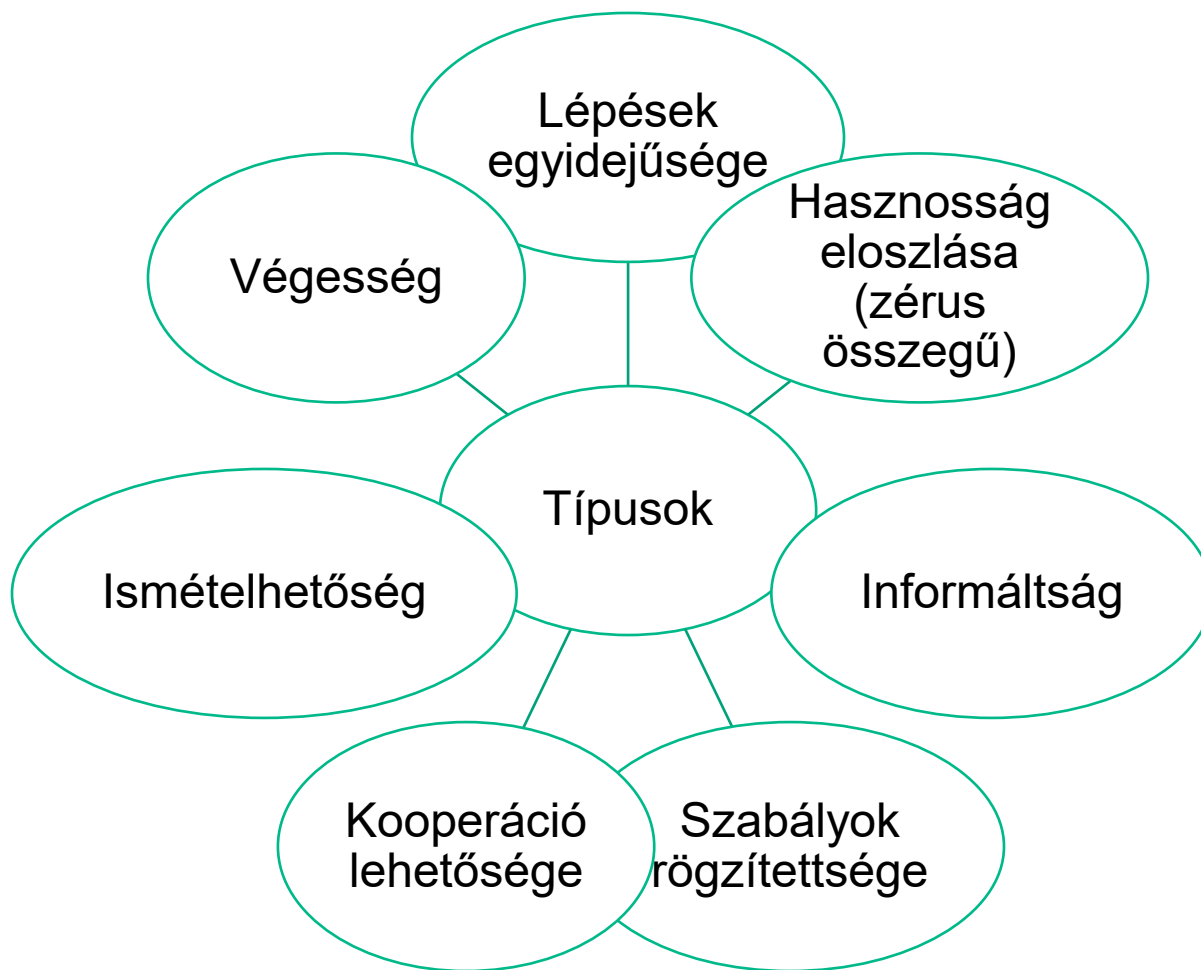 Lépések
egyidejűsége
Hasznosság
eloszlása
(zérus
összegű)
Végesség
Típusok
Ismételhetőség
Informáltság
Kooperáció
lehetősége
Szabályok
rögzítettsége